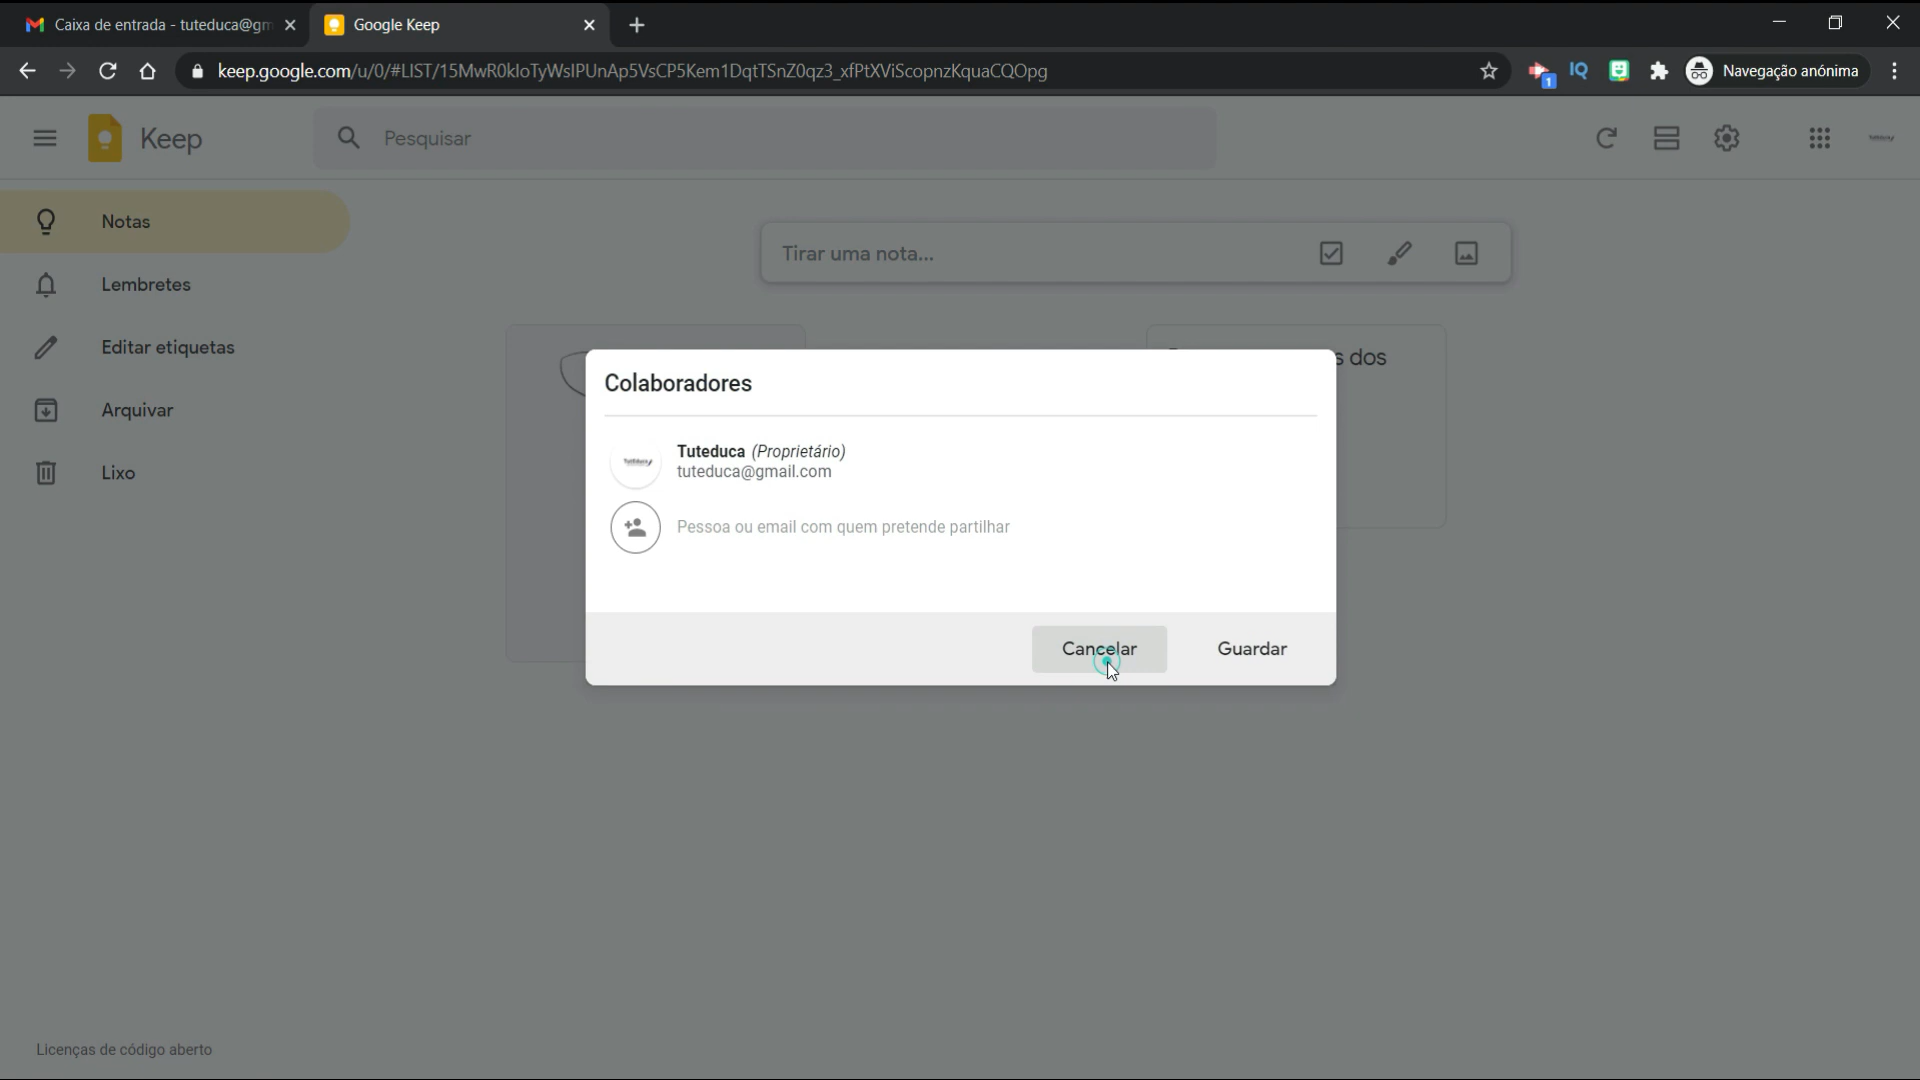 Caixa de entrada - tuteduca@gm
Google Keep
keep.google.com/u/0/#LIST/15MwR0kloTyWsIPUnAp5VsCP5Kem1DqtTSnZ0qz3_xfPtXViScopnzKquaCQOpg
1
IQ
Navegação anónima
Keep
Pesquisar
Notas
Tirar uma nota...
Lembretes
Editar etiquetas
s dos
Arquivar
Lixo
Colaboradores
Tuteduca (Proprietário)
tuteduca@gmail.com
Pessoa ou email com quem pretende partilhar
Cancelar
Guardar
Licenças de código aberto